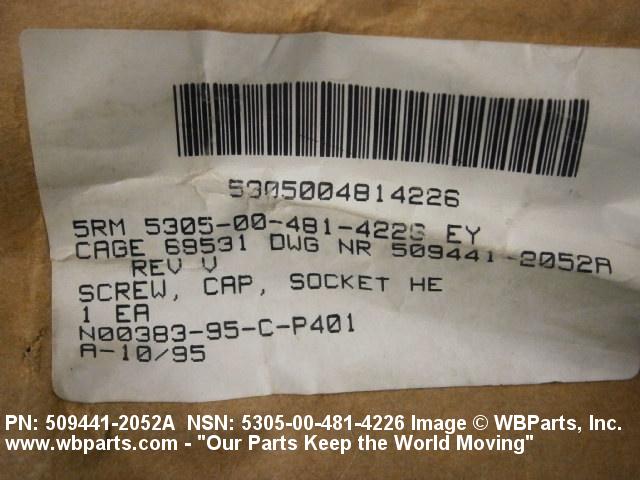 5305004814226
5RM 5305-00-481-4226 EY
CAGE 68531 DWG NR 509441-2052A
REV V
SCREW, CAP, SOCKET HE
1 EA
N00383-95-C-P401
A-10/95
PN: 509441-2052A NSN: 5305-00-481-4226 Image © WBParts, Inc.
www.wbparts.com - "Our Parts Keep the World Moving"